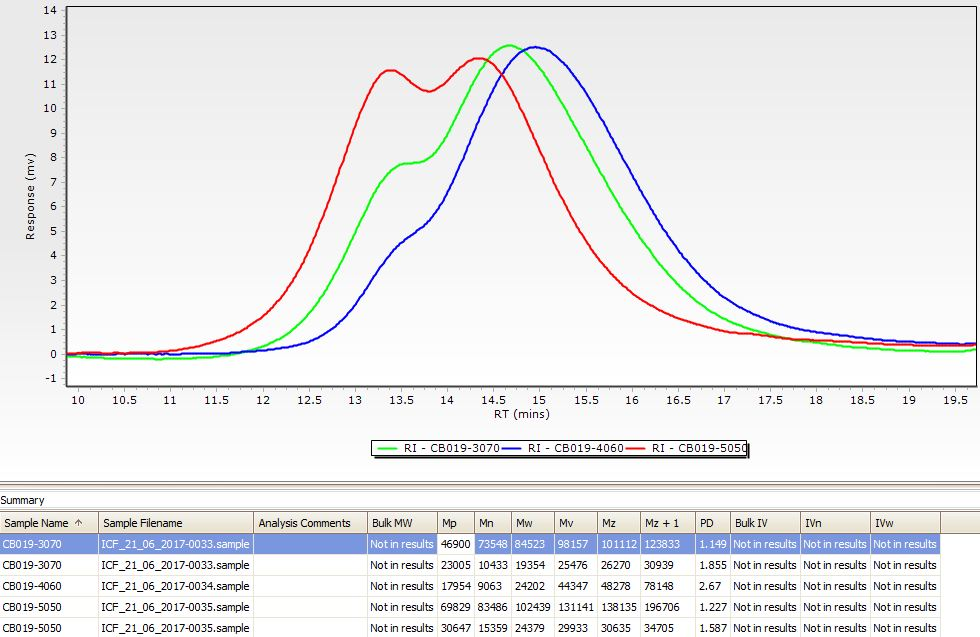 14
13
12
11
10
9
8
7
6
5
4
3
2
1
0
-1
Response (mv)
10 10.5 11 11.5 12 12.5 13 13.5 14 14.5 15 15.5 16 16.5 17 17.5 18 18.5 19 19.5
RT (mins)
RI - CB019-3070 RI - CB019-4060 RI - CB019-5050
Summary
Sample Name Sample Filename Analysis Comments Bulk MW Mp Mn Mw Mv Mz Mz + 1 PD Bulk IV IVn IVw
CB019-3070 ICF_21_06_2017-0033.sample Not in results 46900 73548 84523 98157 101112 123833 1.149 Not in results Not in results Not in results
CB019-3070 ICF_21_06_2017-0033.sample Not in results 23005 10433 19354 25476 26270 30939 1.855 Not in results Not in results Not in results
CB019-4060 ICF_21_06_2017-0034.sample Not in results 17954 9063 24202 44347 48278 78148 2.67 Not in results Not in results Not in results
CB019-5050 ICF_21_06_2017-0035.sample Not in results 69829 83486 102439 131141 138135 196706 1.227 Not in results Not in results Not in results
CB019-5050 ICF_21_06_2017-0035.sample Not in results 30647 15359 24379 29933 30635 34705 1.587 Not in results Not in results Not in results